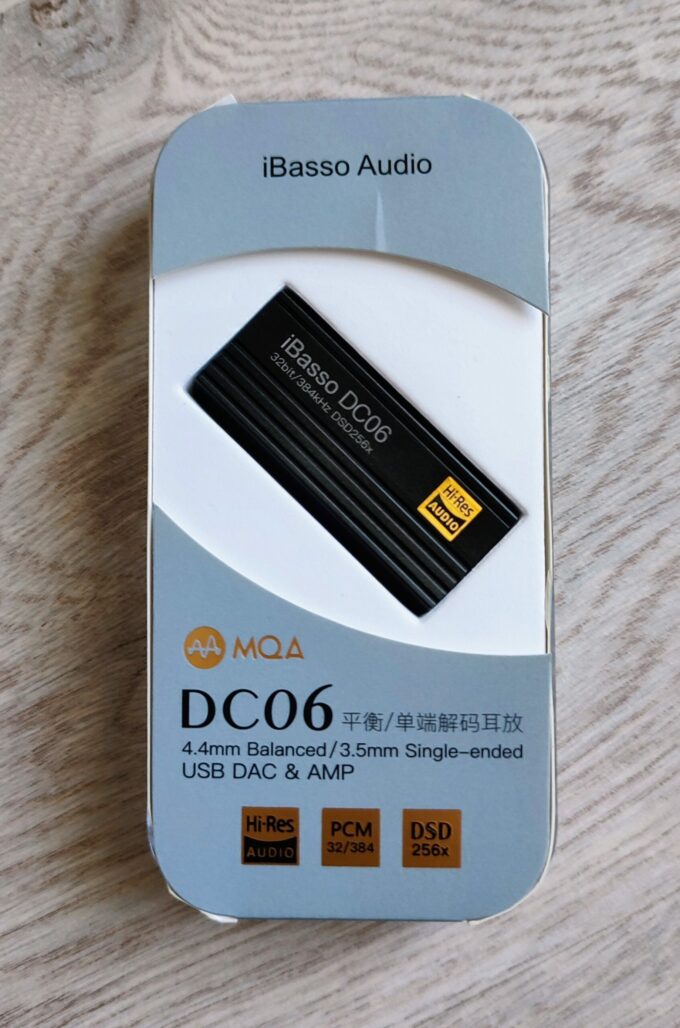 iBasso Audio
iBasso DC06
32bit/384kHz DSD256x
Hi-Res
AUDIO
MQA
DC06 平衡/单端解码耳放
4.4mm Balanced/3.5mm Single-ended
USB DAC & AMP
Hi-Res
AUDIO
PCM
32/384
DSD
256x